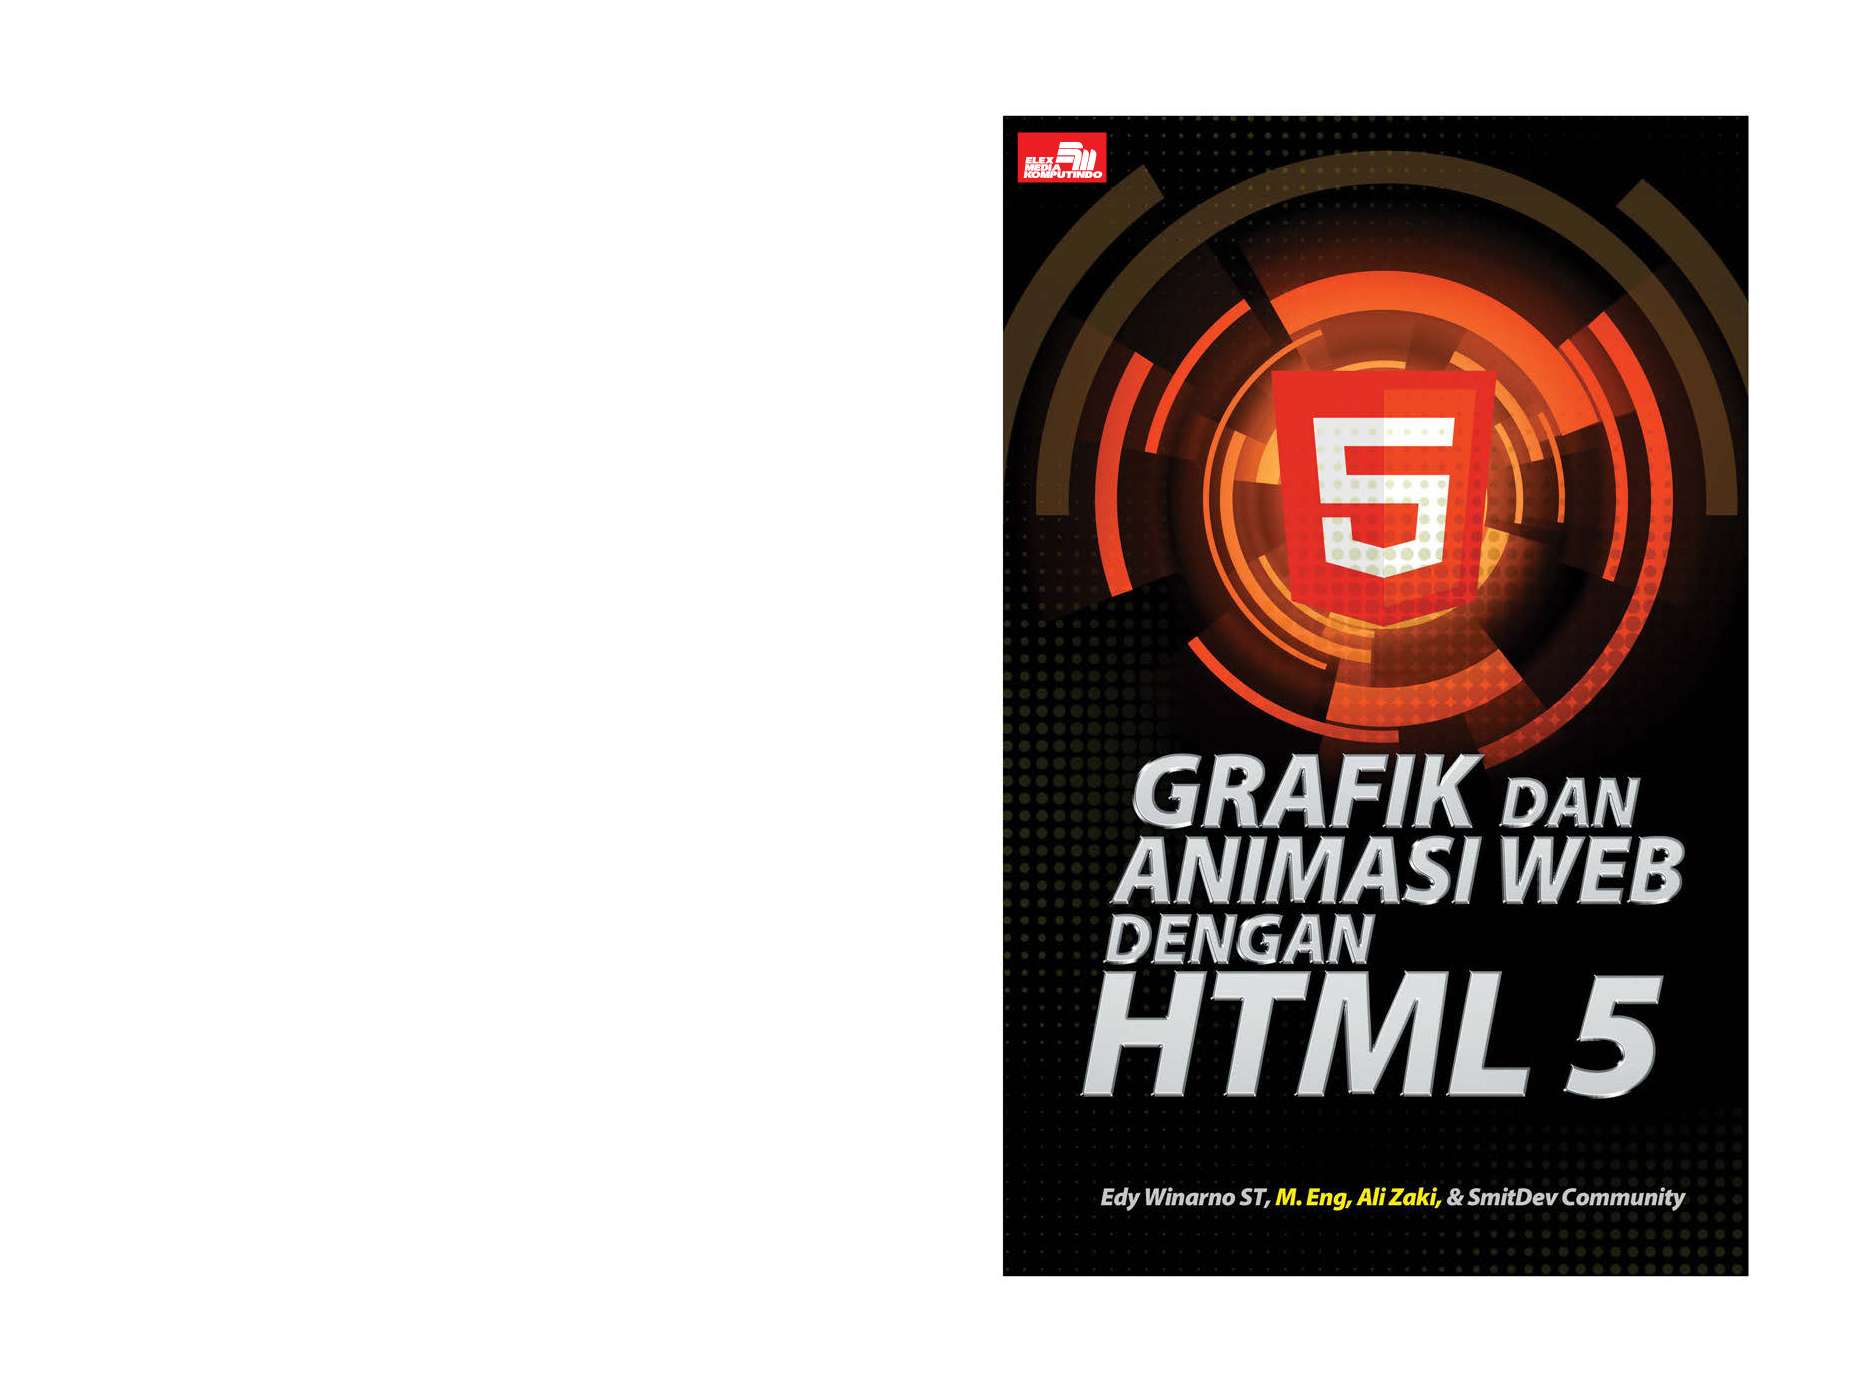 ELEX
MEDIA
KOMPUTINDO
5
GRAFIK DAN
ANIMASI WEB
DENGAN
HTML 5
Edy Winarno ST, M. Eng, Ali Zaki, & SmitDev Community